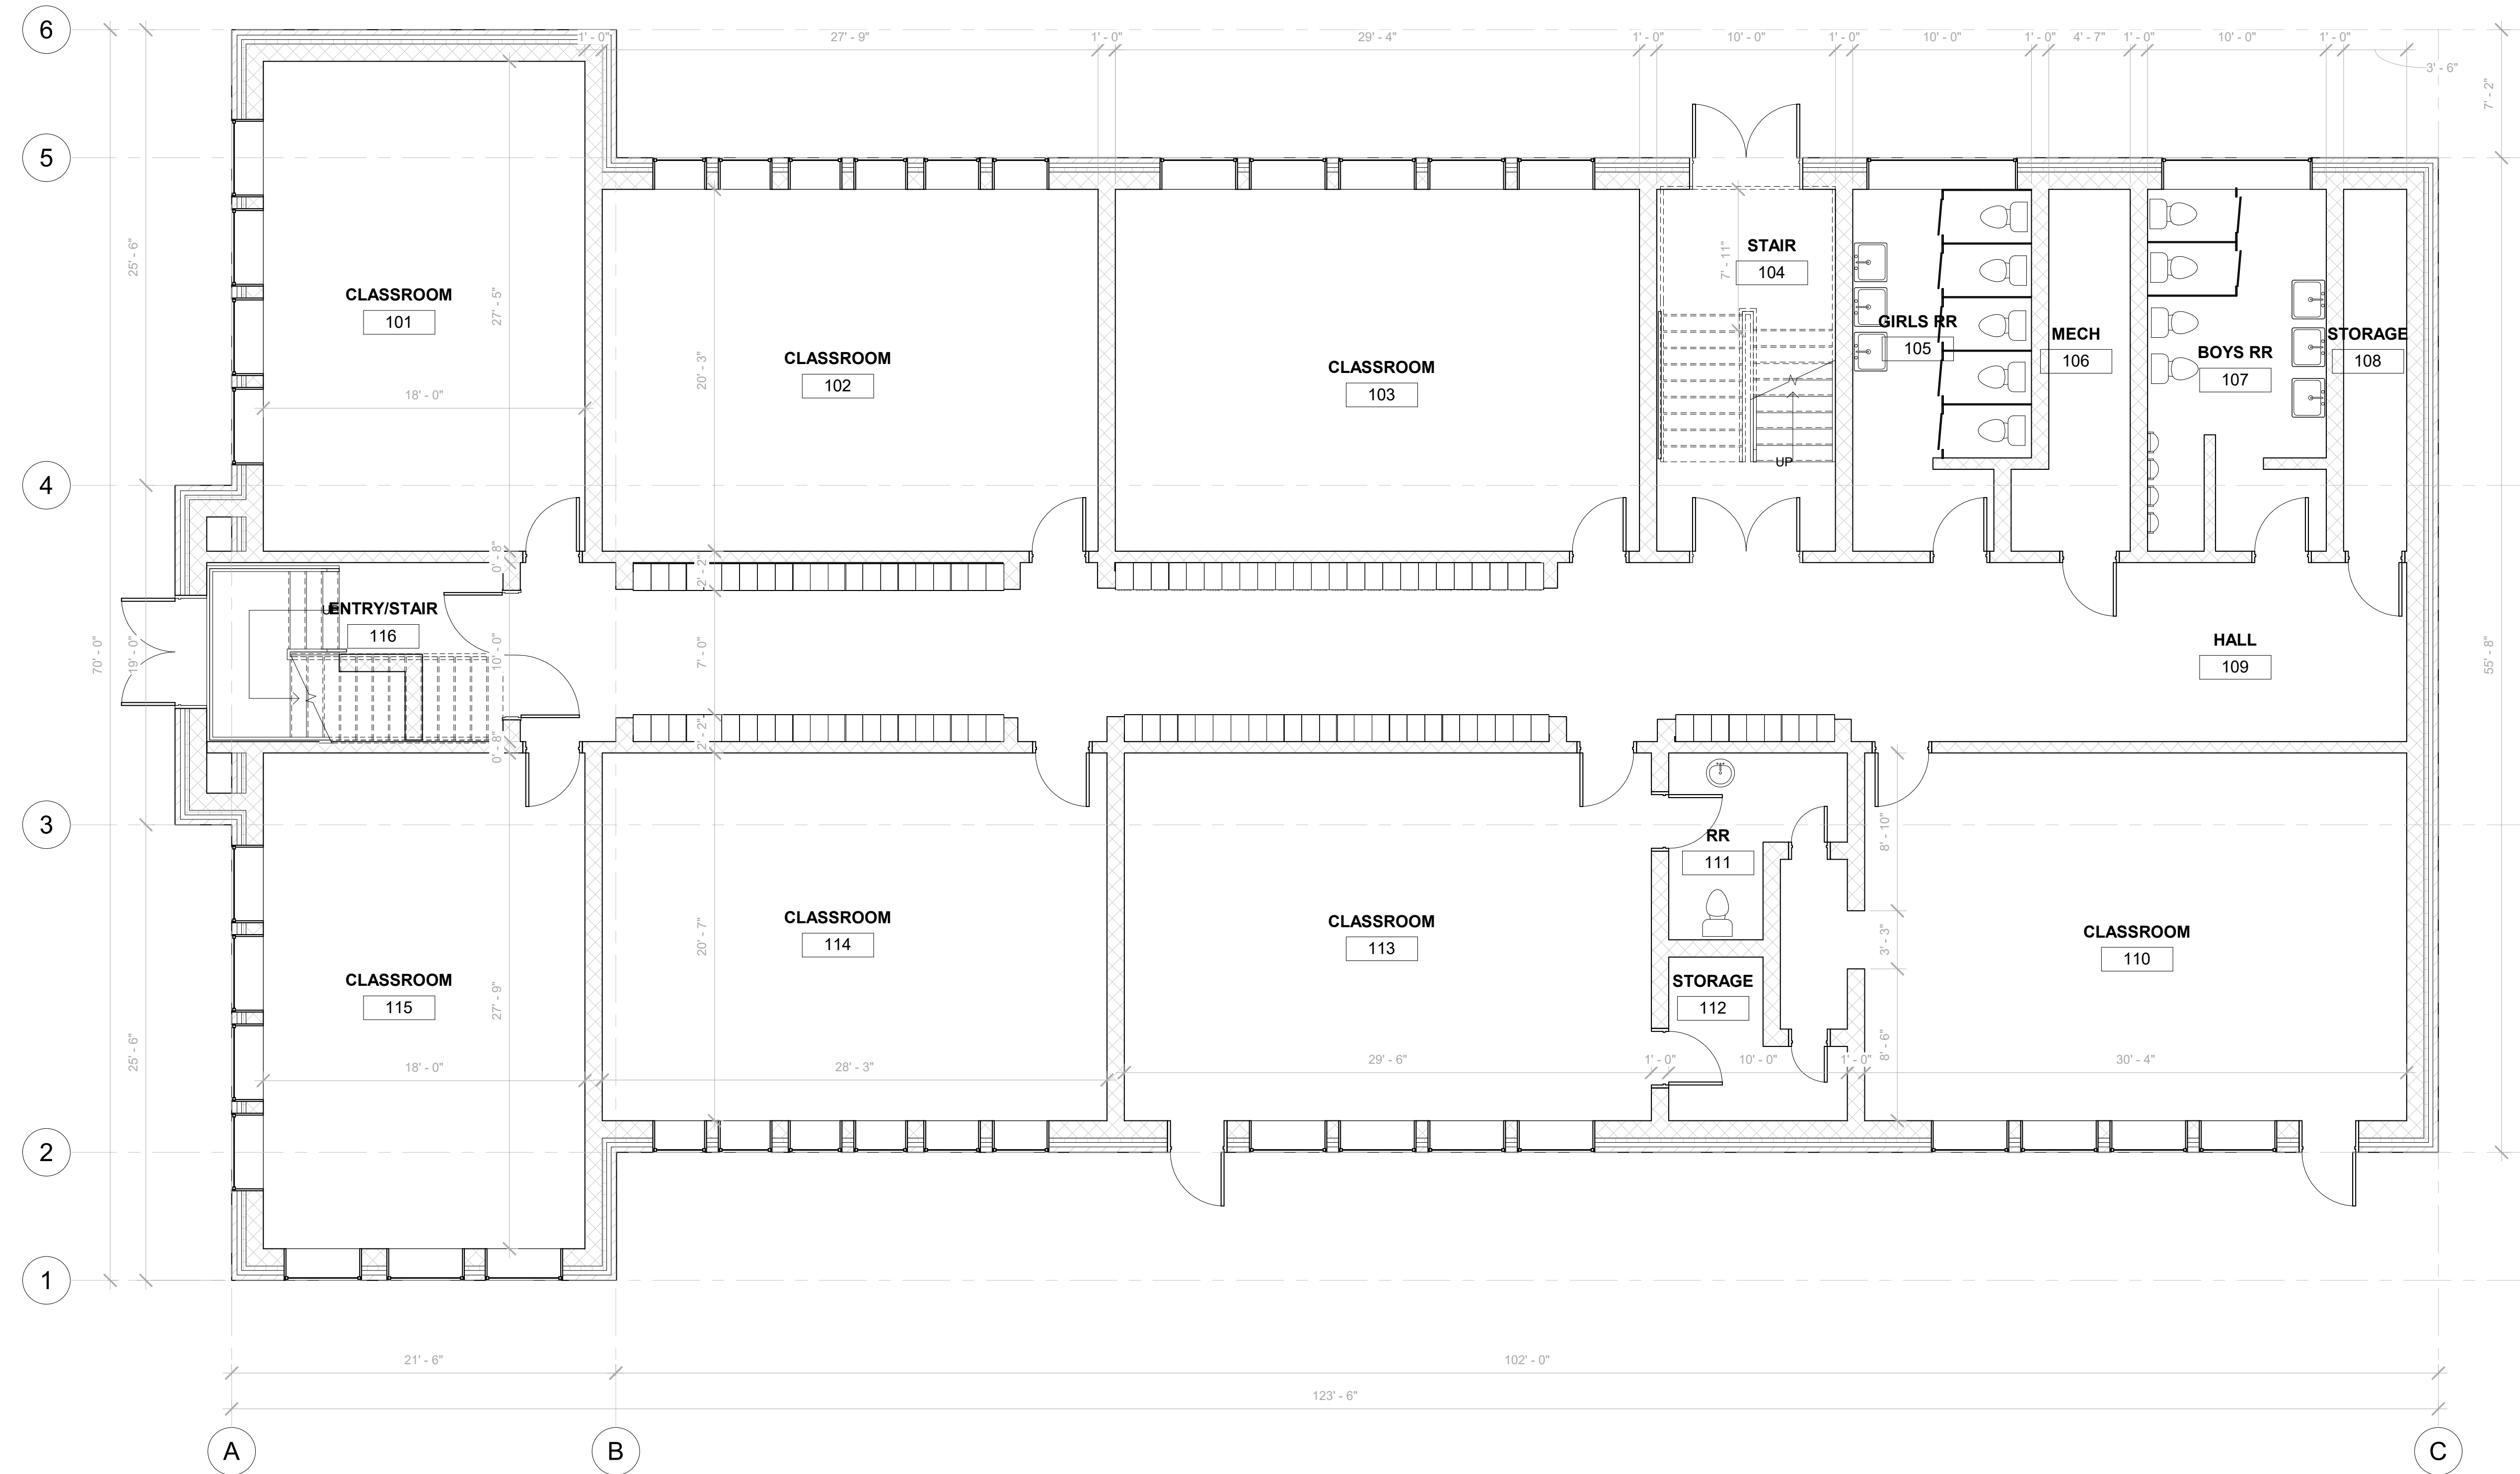 6
1' - 0"
27' - 9"
1' - 0"
29' - 4"
1' - 0"
10' - 0"
1' - 0"
10' - 0"
1' - 0"
4' - 7"
1' - 0"
10' - 0"
1' - 0"
3' - 6"
7' - 2"
5
25' - 6"
CLASSROOM
101
27' - 5"
18' - 0"
CLASSROOM
102
20' - 3"
CLASSROOM
103
STAIR
104
7' - 11"
UP
GIRLS RR
105
MECH
106
BOYS RR
107
STORAGE
108
4
0' - 8"
2' - 2"
70' - 0"
19' - 0"
ENTRY/STAIR
116
10' - 0"
7' - 0"
HALL
109
55' - 8"
0' - 8"
2' - 2"
3
CLASSROOM
115
27' - 9"
18' - 0"
CLASSROOM
114
20' - 7"
28' - 3"
CLASSROOM
113
29' - 6"
RR
111
STORAGE
112
1' - 0"
10' - 0"
1' - 0"
8' - 10"
3' - 3"
8' - 6"
CLASSROOM
110
30' - 4"
25' - 6"
2
1
21' - 6"
102' - 0"
123' - 6"
A
B
C